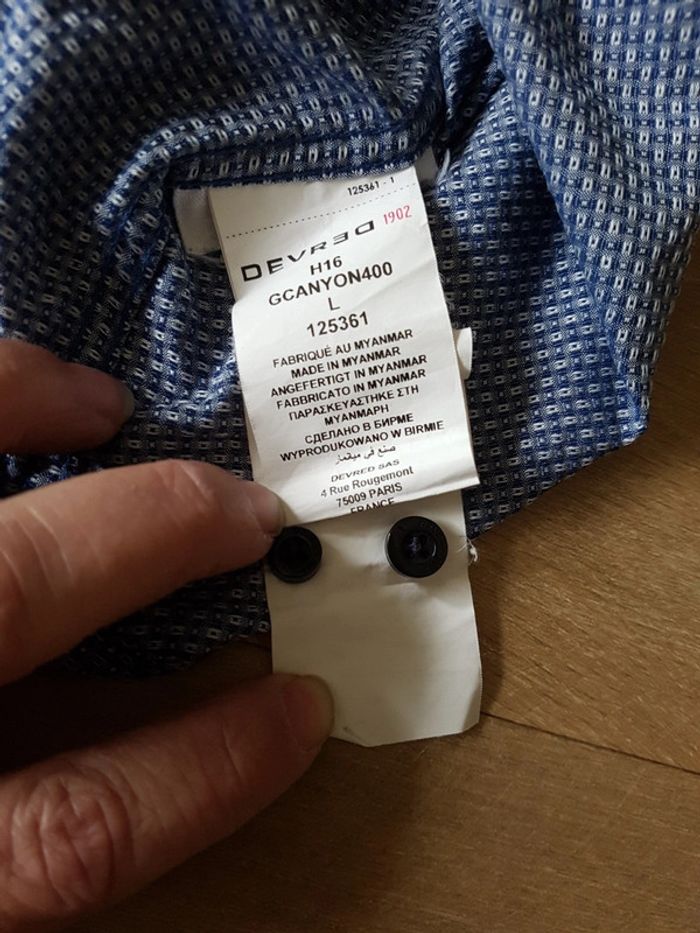 125361 - 1
DEVRED 1902
H16
GCANYON400
L
125361
FABRIQUÉ AU MYANMAR
MADE IN MYANMAR
ANGEFERTIGT IN MYANMAR
FABBRICATO IN MYANMAR
ΠΑΡΑΣΚΕΥΑΣΤΗΚΕ ΣΤΗ
ΜΥΑΝΜΑΡΗ
СДЕЛАНО В БИРМЕ
WYPRODUKOWANO W BIRMIE
صنع في ميانمار
DEVRED SAS
4 Rue Rougemont
75009 PARIS
FRANCE